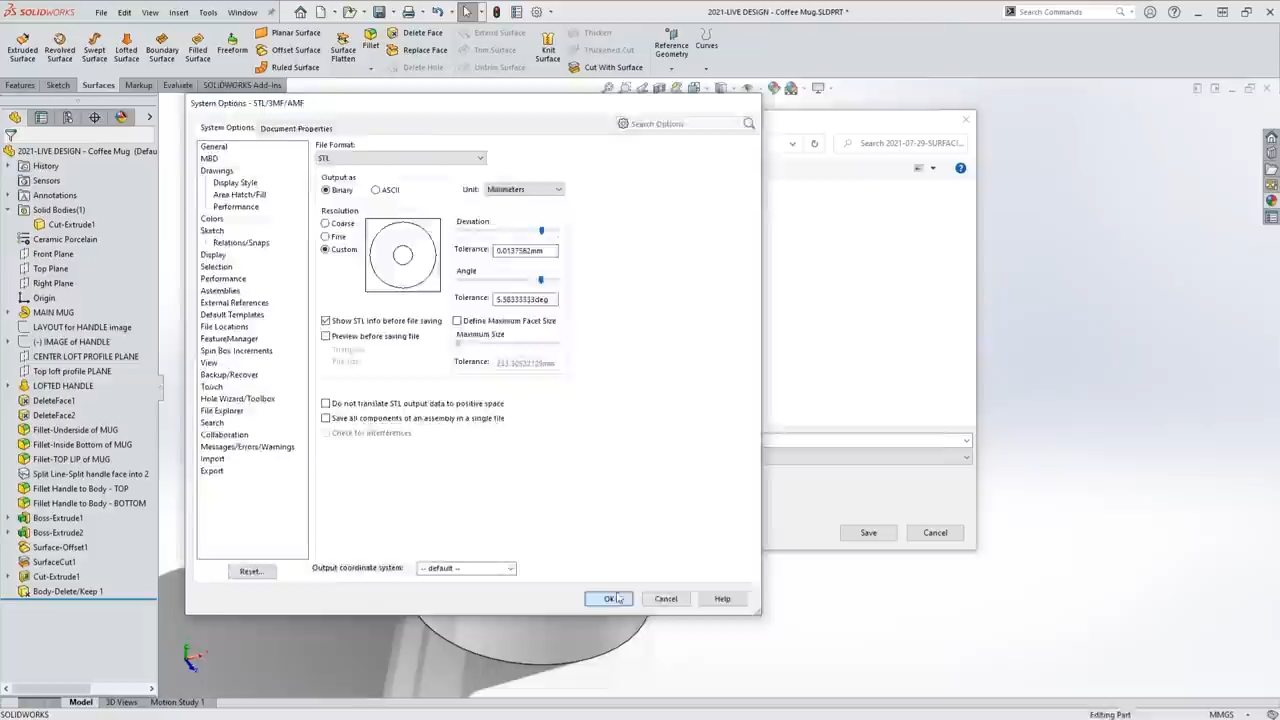 SOLIDWORKS File Edit View Insert Tools Window 2021-LIVE DESIGN - Coffee Mug.SLDPRT * Search Commands
Extruded Surface
Revolved Surface
Swept Surface
Lofted Surface
Boundary Surface
Filled Surface
Freeform
Planar Surface
Offset Surface
Ruled Surface
Surface Flatten
Fillet
Delete Face
Replace Face
Delete Hole
Extend Surface
Trim Surface
Untrim Surface
Knit Surface
Thicken
Thickened Cut
Cut With Surface
Reference Geometry
Curves
Features Sketch Surfaces Markup Evaluate SOLIDWORKS Add-Ins
2021-LIVE DESIGN - Coffee Mug (Defau
History
Sensors
Annotations
Solid Bodies(1)
Cut-Extrude1
Ceramic Porcelain
Front Plane
Top Plane
Right Plane
Origin
MAIN MUG
LAYOUT for HANDLE image
(-) IMAGE of HANDLE
CENTER LOFT PROFILE PLANE
Top loft profile PLANE
LOFTED HANDLE
DeleteFace1
DeleteFace2
Fillet-Underside of MUG
Fillet-Inside Bottom of MUG
Fillet-TOP LIP of MUG
Split Line-Split handle face into 2
Fillet Handle to Body - TOP
Fillet Handle to Body - BOTTOM
Boss-Extrude1
Boss-Extrude2
Surface-Offset1
SurfaceCut1
Cut-Extrude1
Body-Delete/Keep 1
System Options - STL/3MF/AMF
System Options Document Properties
Search Options
General
MBD
Drawings
Display Style
Area Hatch/Fill
Performance
Colors
Sketch
Relations/Snaps
Display
Selection
Performance
Assemblies
External References
Default Templates
File Locations
FeatureManager
Spin Box Increments
View
Backup/Recover
Touch
Hole Wizard/Toolbox
File Explorer
Search
Collaboration
Messages/Errors/Warnings
Import
Export
Reset...
File Format:
STL
Output as
Binary ASCII Unit: Millimeters
Resolution
Coarse
Fine
Custom
Deviation
Tolerance: 0.0137562mm
Angle
Tolerance: 5.58333333deg
Show STL info before file saving
Preview before saving file
Triangles:
File size:
Define Maximum Facet Size
Maximum Size
Tolerance:
Do not translate STL output data to positive space
Save all components of an assembly in a single file
Check for interferences
Output coordinate system: -- default --
OK Cancel Help
Search 2021-07-29-SURFACI...
Save Cancel
Model 3D Views Motion Study 1
SOLIDWORKS Editing Part MMGS